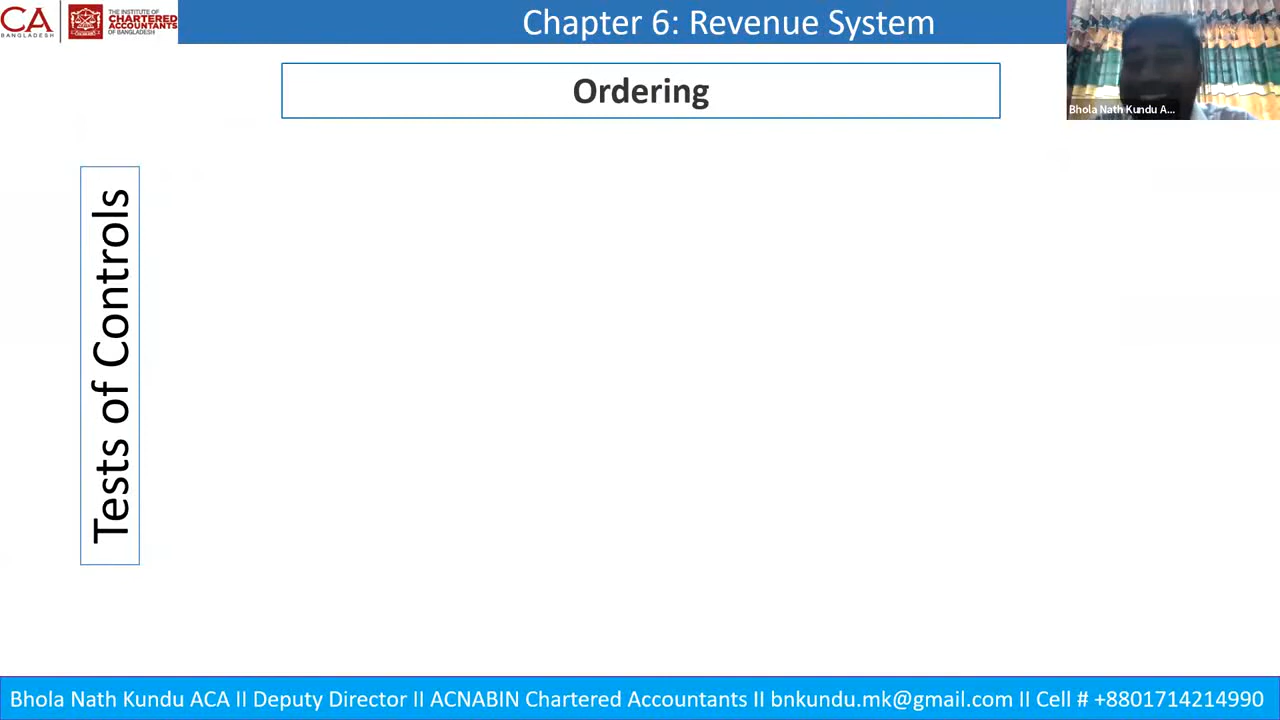 CA
BANGLADESH
THE INSTITUTE OF
CHARTERED
ACCOUNTANTS
OF BANGLADESH
Chapter 6: Revenue System
Bhola Nath Kundu A...
Ordering
Tests of Controls
Bhola Nath Kundu ACA II Deputy Director II ACNABIN Chartered Accountants II bnkundu.mk@gmail.com II Cell # +8801714214990